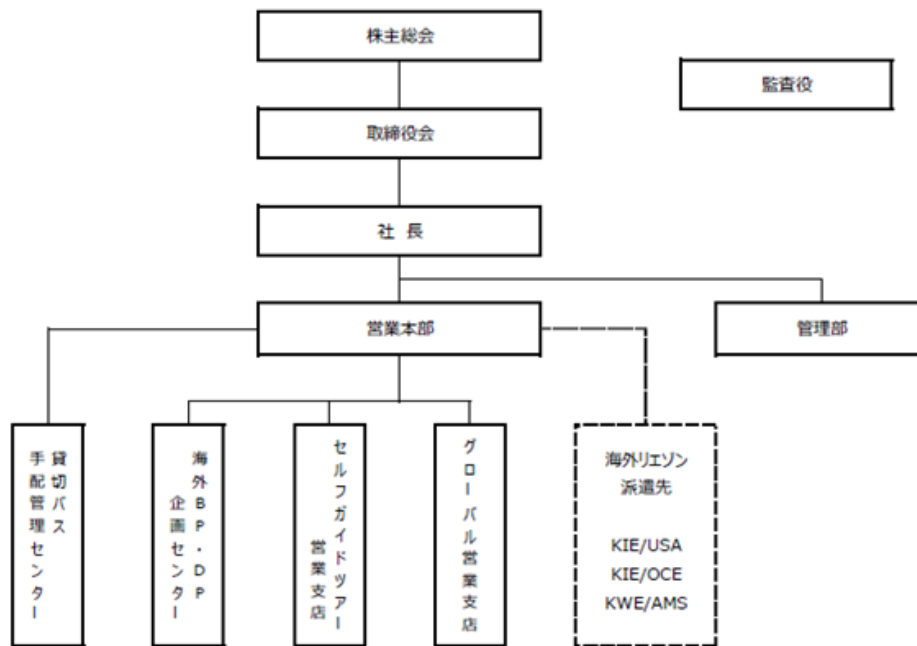 株主総会
監査役
取締役会
社 長
営業本部
管理部
貸切バス
手配管理センター
海外BP・DP
企画センター
セルフガイドツアー
営業支店
グローバル営業支店
海外リエゾン
派遣先
KIE/USA
KIE/OCE
KWE/AMS